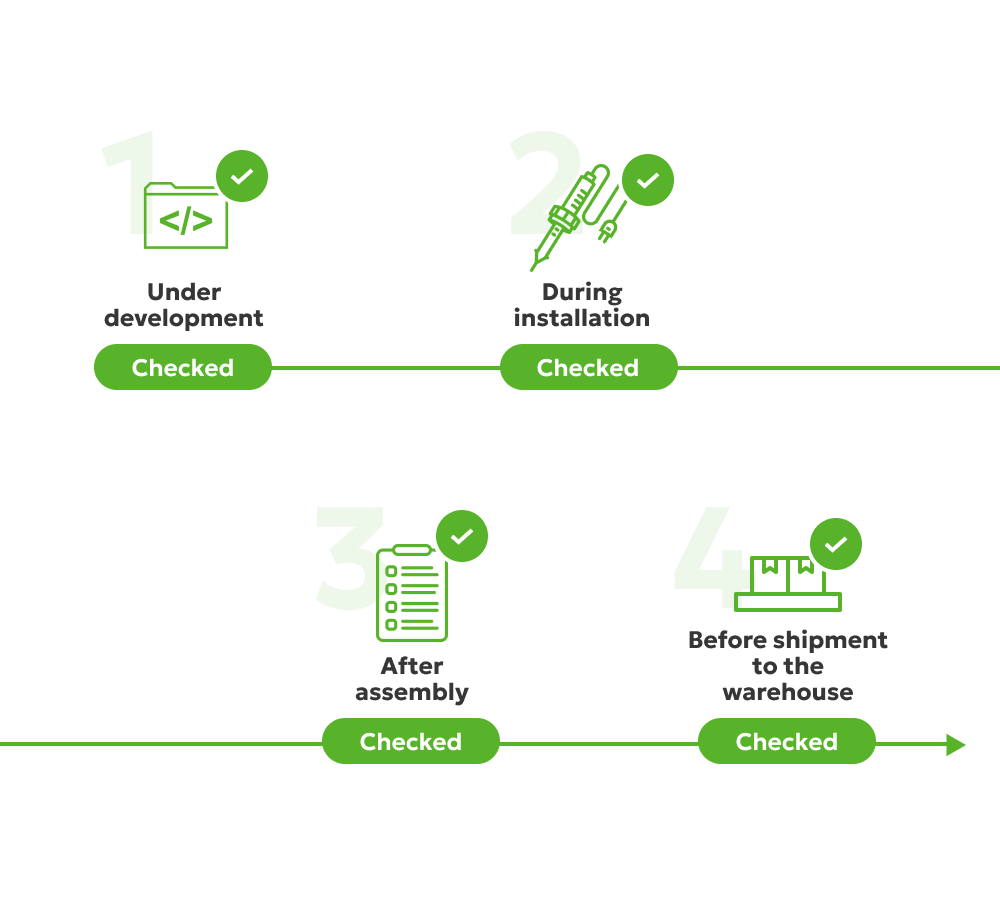 1
</>
Under
development
Checked
2
During
installation
Checked
3
After
assembly
Checked
4
Before shipment
to the
warehouse
Checked